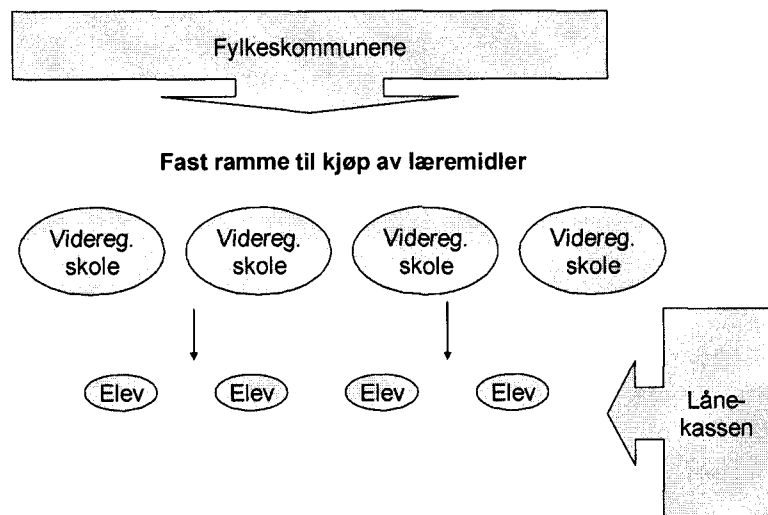 Fylkeskommunene
Fast ramme til kjøp av læremidler
Videreg.
skole
Videreg.
skole
Videreg.
skole
Videreg.
skole
Elev
Elev
Elev
Elev
Låne-
kassen